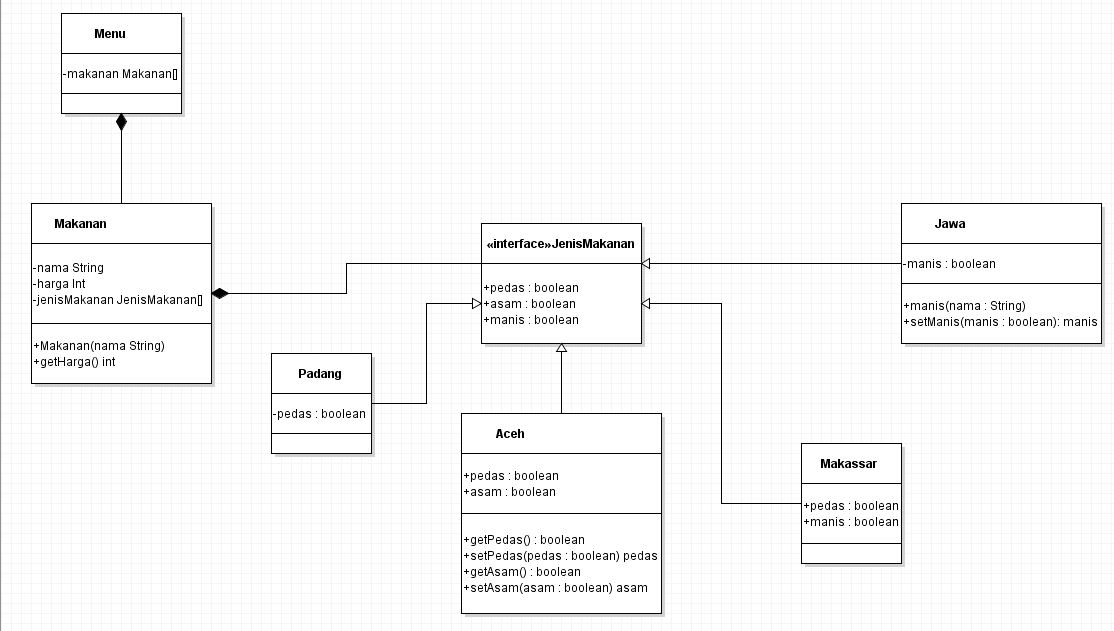 Menu
-makanan Makanan[]
Makanan
-nama String
-harga Int
-jenisMakanan JenisMakanan[]
+Makanan(nama String)
+getHarga() int
«interface»JenisMakanan
+pedas : boolean
+asam : boolean
+manis : boolean
Jawa
-manis : boolean
+manis(nama : String)
+setManis(manis : boolean): manis
Padang
-pedas : boolean
Aceh
+pedas : boolean
+asam : boolean
+getPedas() : boolean
+setPedas(pedas : boolean) pedas
+getAsam() : boolean
+setAsam(asam : boolean) asam
Makassar
+pedas : boolean
+manis : boolean